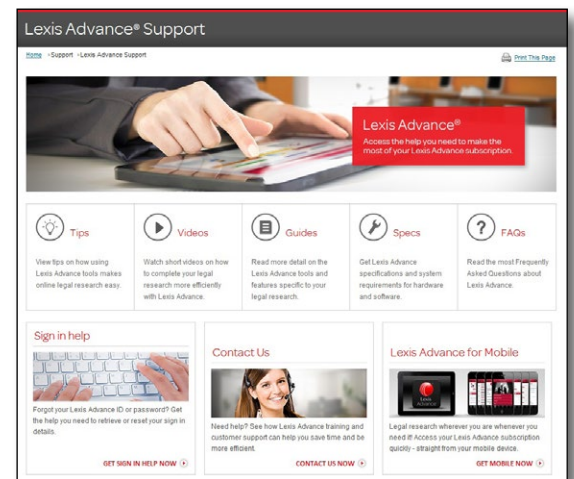 Lexis Advance® Support
Home › Support › Lexis Advance Support
Print This Page
Lexis Advance®
Access the help you need to make the
most of your Lexis Advance subscription.
Tips
View tips on how using
Lexis Advance tools makes
online legal research easy.
Videos
Watch short videos on how
to complete your legal
research more efficiently
with Lexis Advance.
Guides
Read more detail on the
Lexis Advance tools and
features specific to your
legal research.
Specs
Get Lexis Advance
specifications and system
requirements for hardware
and software.
FAQs
Read the most Frequently
Asked Questions about
Lexis Advance.
Sign in help
Forgot your Lexis Advance ID or password? Get
the help you need to retrieve or reset your sign in
details.
GET SIGN IN HELP NOW
Contact Us
Need help? See how Lexis Advance training and
customer support can help you save time and be
more efficient.
CONTACT US NOW
Lexis Advance for Mobile
Lexis
Advance
Legal research wherever you are whenever you
need it! Access your Lexis Advance subscription
quickly - straight from your mobile device.
GET MOBILE NOW